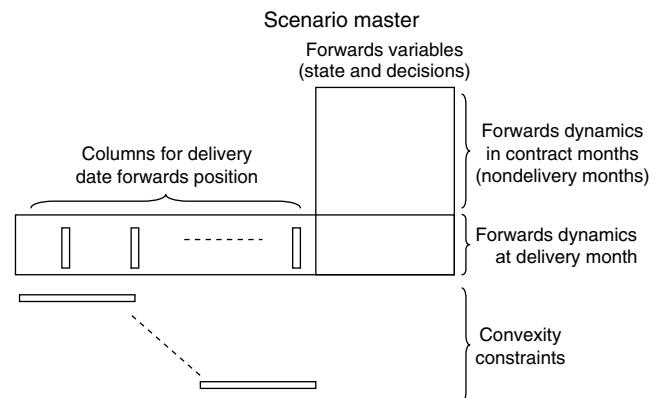 Scenario master
Forwards variables
(state and decisions)
Columns for delivery
date forwards position
Forwards dynamics
in contract months
(nondelivery months)
Forwards dynamics
at delivery month
Convexity
constraints